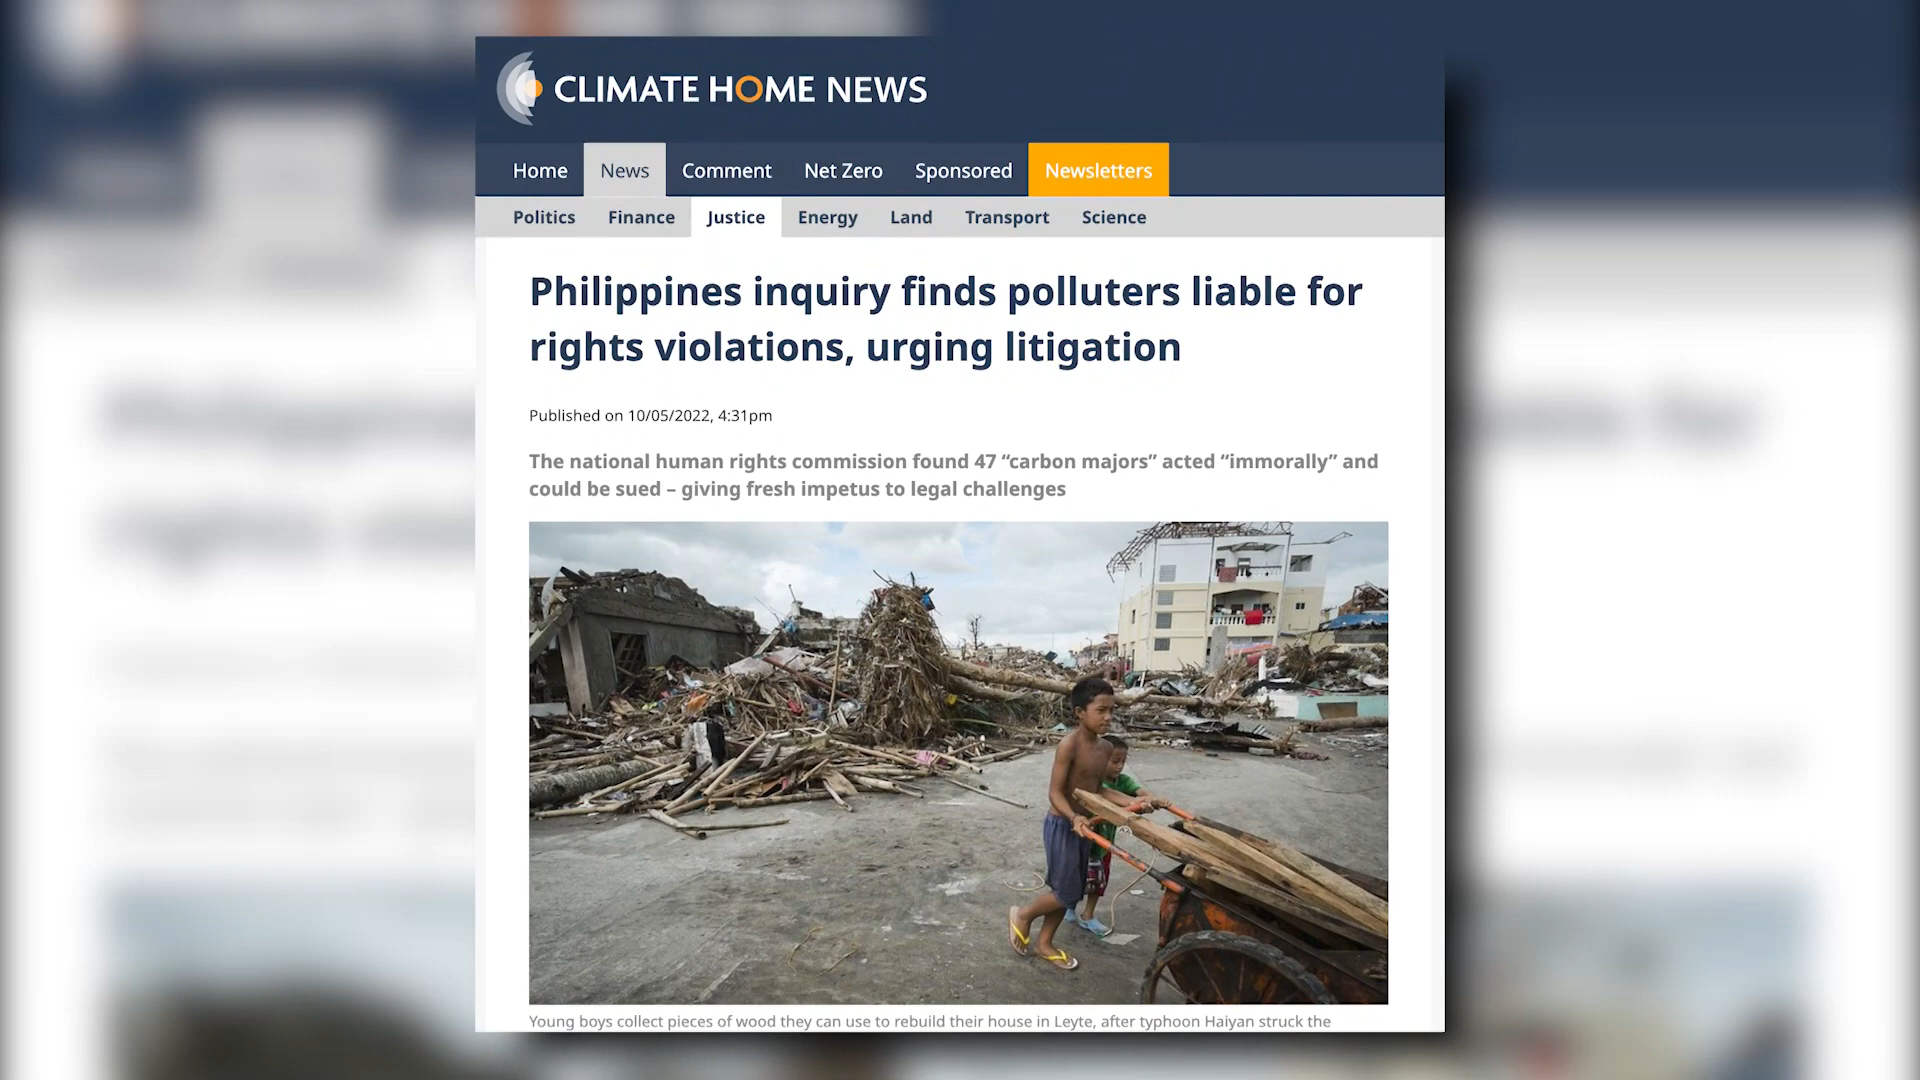 CLIMATE HOME NEWS
Home News Comment Net Zero Sponsored Newsletters
Politics Finance Justice Energy Land Transport Science
Philippines inquiry finds polluters liable for
rights violations, urging litigation
Published on 10/05/2022, 4:31pm
The national human rights commission found 47 “carbon majors” acted “immorally” and
could be sued – giving fresh impetus to legal challenges
Young boys collect pieces of wood they can use to rebuild their house in Leyte, after typhoon Haiyan struck the